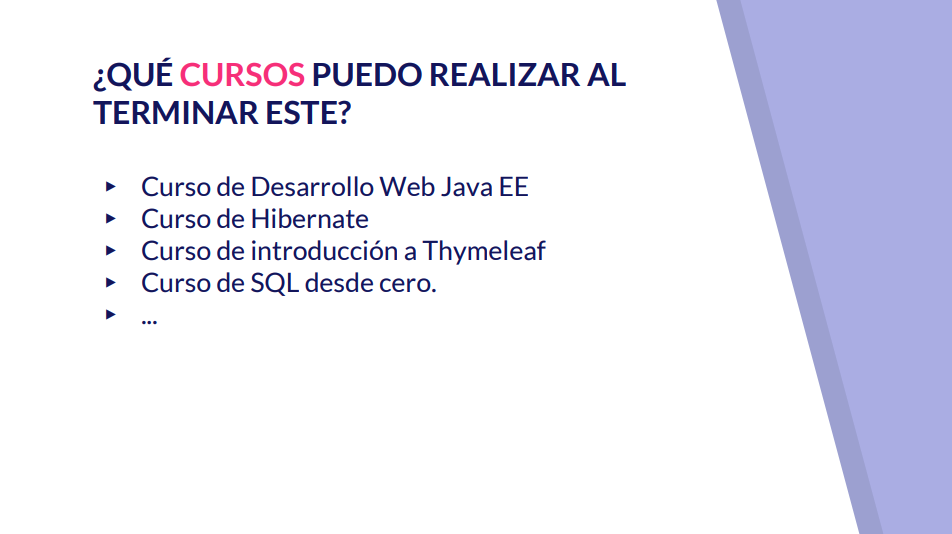 ¿QUÉ CURSOS PUEDO REALIZAR AL
TERMINAR ESTE?
▸ Curso de Desarrollo Web Java EE
▸ Curso de Hibernate
▸ Curso de introducción a Thymeleaf
▸ Curso de SQL desde cero.
▸ ...